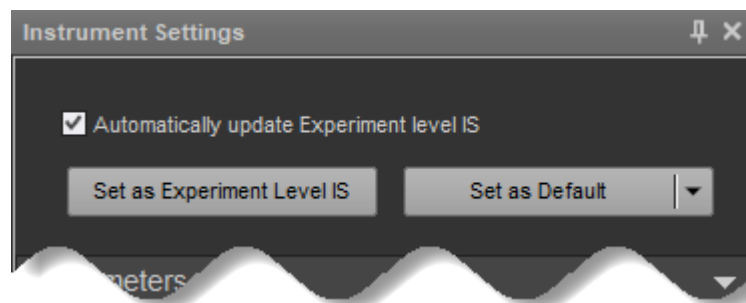 Instrument Settings
Automatically update Experiment level IS
Set as Experiment Level IS
Set as Default